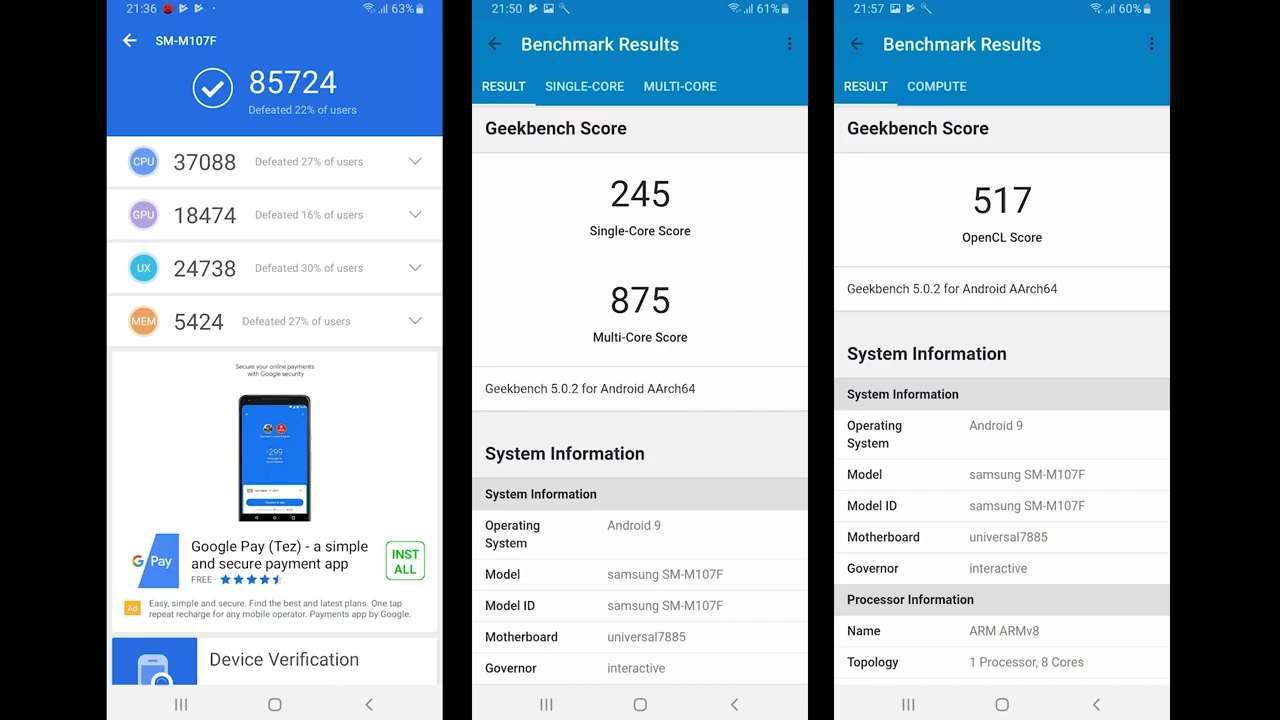 21:36
63%
SM-M107F
85724
Defeated 22% of users
CPU 37088 Defeated 27% of users
GPU 18474 Defeated 16% of users
UX 24738 Defeated 30% of users
MEM 5424 Defeated 27% of users
Secure your online payments
with Google security
299
G Pay
Google Pay (Tez) - a simple
and secure payment app
FREE
INST
ALL
Ad
Easy, simple and secure. Find the best and latest plans. One tap
repeat recharge for any mobile operator. Payments app by Google.
Device Verification
21:50
61%
Benchmark Results
RESULT SINGLE-CORE MULTI-CORE
Geekbench Score
245
Single-Core Score
875
Multi-Core Score
Geekbench 5.0.2 for Android AArch64
System Information
System Information
Operating System Android 9
Model samsung SM-M107F
Model ID samsung SM-M107F
Motherboard universal7885
Governor interactive
21:57
60%
Benchmark Results
RESULT COMPUTE
Geekbench Score
517
OpenCL Score
Geekbench 5.0.2 for Android AArch64
System Information
System Information
Operating System Android 9
Model samsung SM-M107F
Model ID samsung SM-M107F
Motherboard universal7885
Governor interactive
Processor Information
Name ARM ARMv8
Topology 1 Processor, 8 Cores